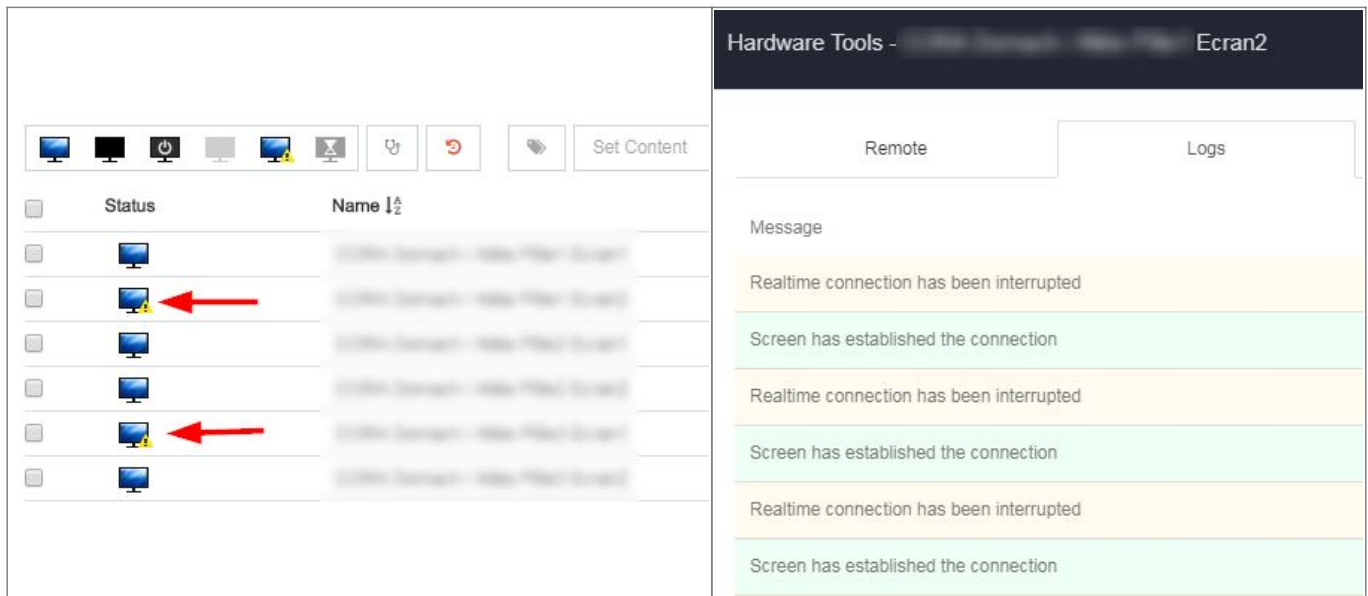 Set Content
Status Name
Hardware Tools - Ecran2
Remote Logs
Message
Realtime connection has been interrupted
Screen has established the connection
Realtime connection has been interrupted
Screen has established the connection
Realtime connection has been interrupted
Screen has established the connection